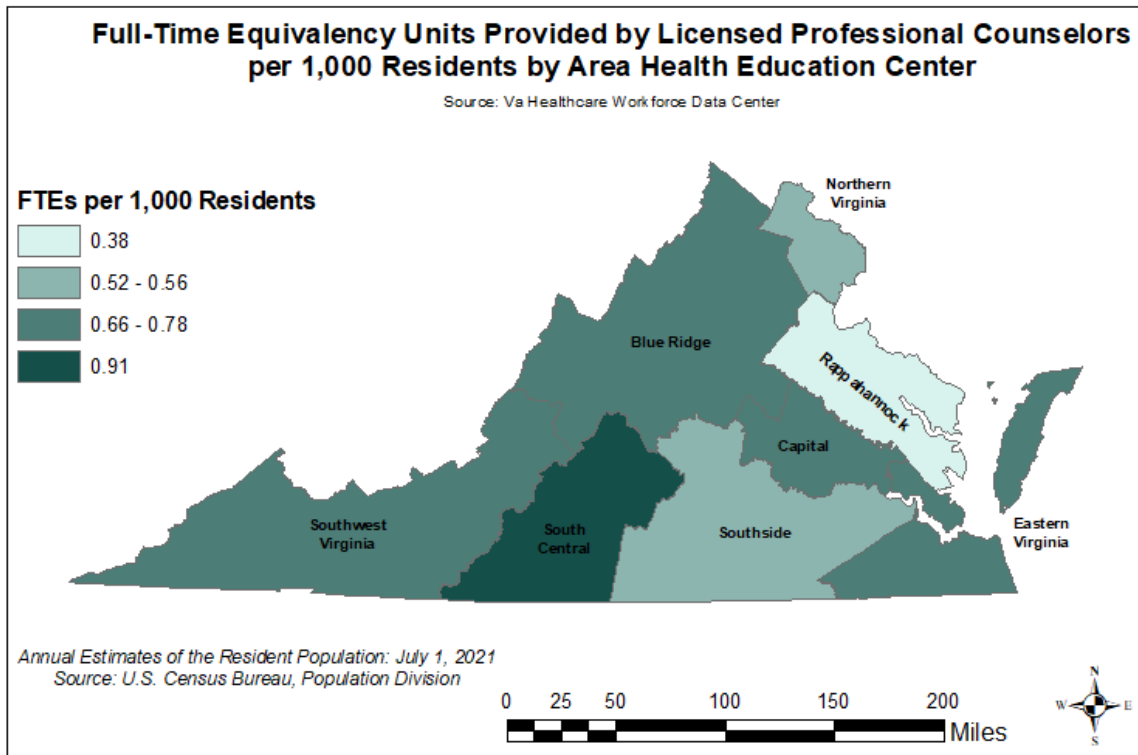 Full-Time Equivalency Units Provided by Licensed Professional Counselors
per 1,000 Residents by Area Health Education Center
Source: Va Healthcare Workforce Data Center
FTEs per 1,000 Residents
0.38
0.52 - 0.56
0.66 - 0.78
0.91
Northern
Virginia
Blue Ridge
Rappahannock
Capital
Southwest
Virginia
South
Central
Southside
Eastern
Virginia
Annual Estimates of the Resident Population: July 1, 2021
Source: U.S. Census Bureau, Population Division
0 25 50 100 150 200
Miles
N
W E
S